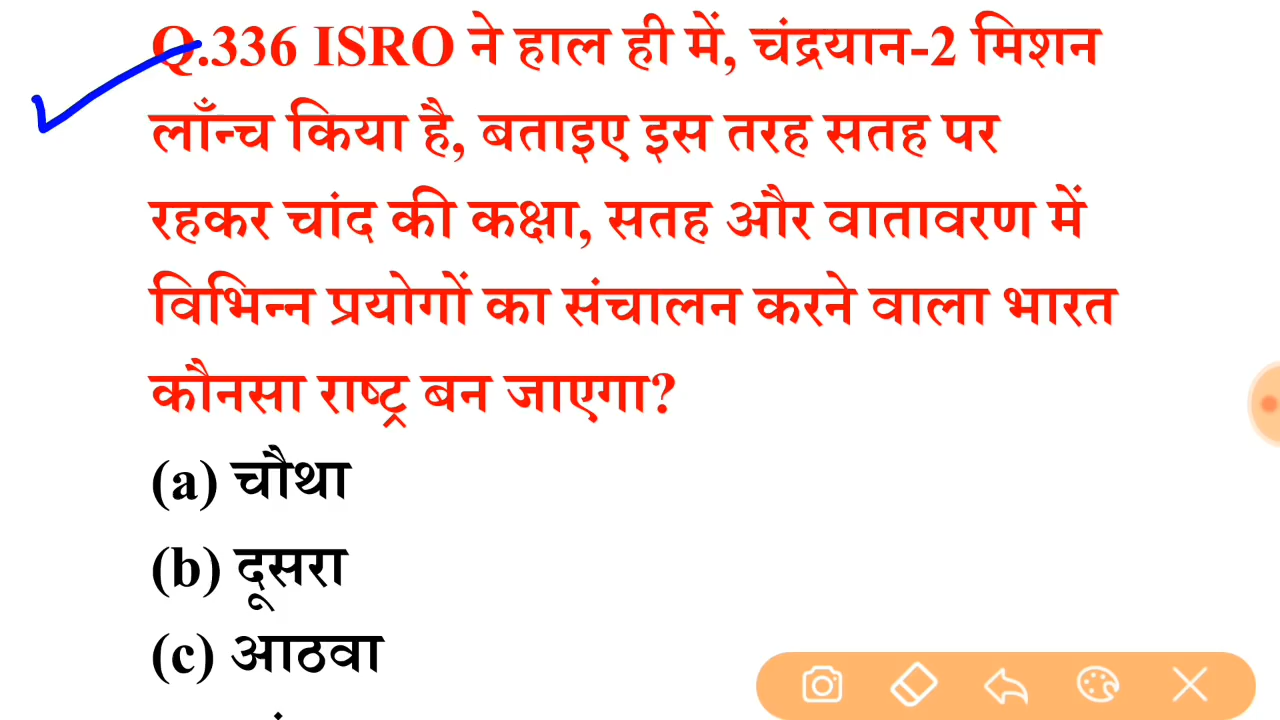 Q.336 ISRO ने हाल ही में, चंद्रयान-2 मिशन
लाँन्च किया है, बताइए इस तरह सतह पर
रहकर चांद की कक्षा, सतह और वातावरण में
विभिन्न प्रयोगों का संचालन करने वाला भारत
कौनसा राष्ट्र बन जाएगा?
(a) चौथा
(b) दूसरा
(c) आठवा